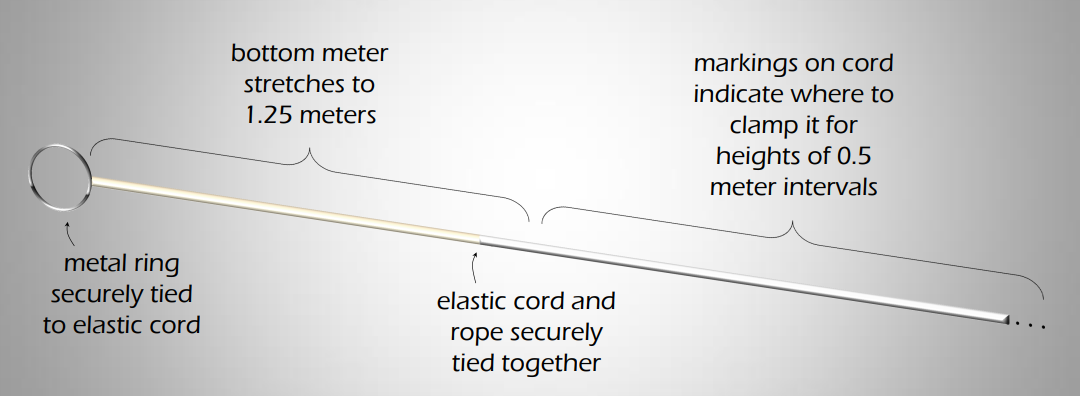 bottom meter
stretches to
1.25 meters
markings on cord
indicate where to
clamp it for
heights of 0.5
meter intervals
metal ring
securely tied
to elastic cord
elastic cord and
rope securely
tied together